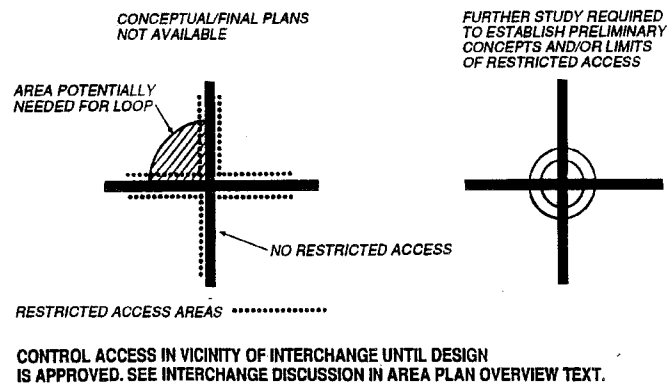 CONCEPTUAL/FINAL PLANS
NOT AVAILABLE
FURTHER STUDY REQUIRED
TO ESTABLISH PRELIMINARY
CONCEPTS AND/OR LIMITS
OF RESTRICTED ACCESS
AREA POTENTIALLY
NEEDED FOR LOOP
NO RESTRICTED ACCESS
RESTRICTED ACCESS AREAS
CONTROL ACCESS IN VICINITY OF INTERCHANGE UNTIL DESIGN
IS APPROVED. SEE INTERCHANGE DISCUSSION IN AREA PLAN OVERVIEW TEXT.